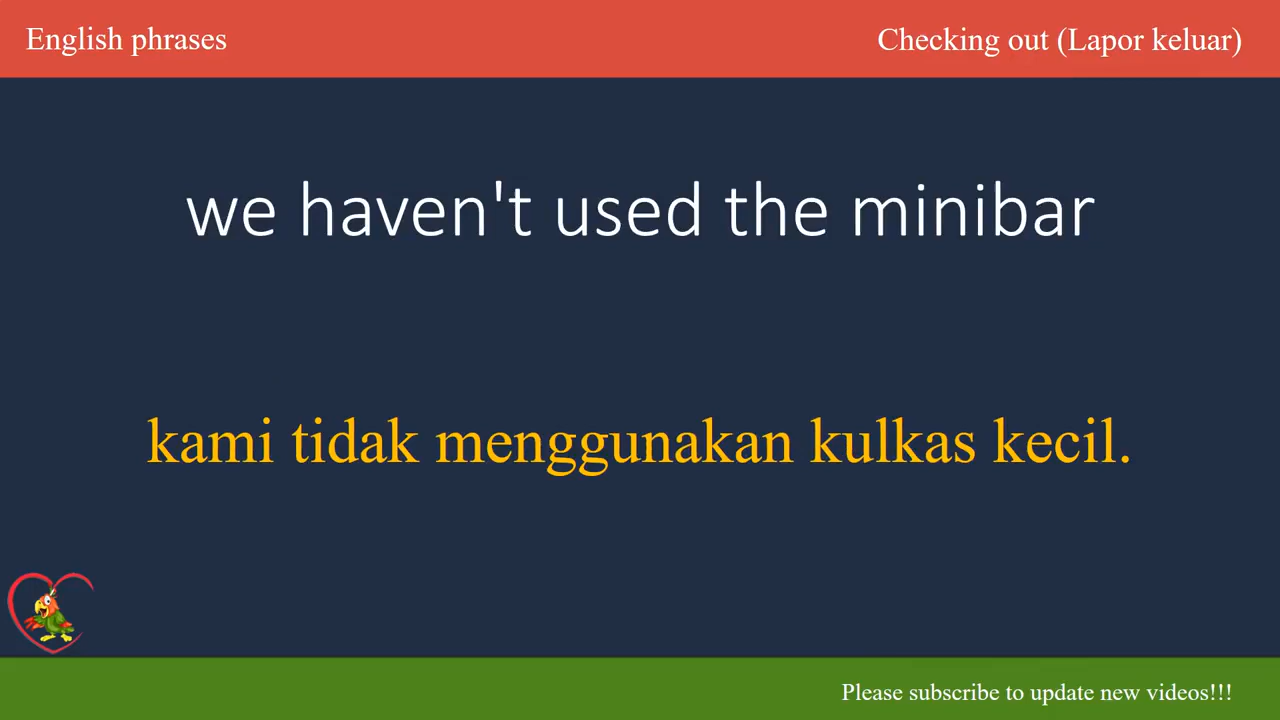 English phrases
Checking out (Lapor keluar)
we haven't used the minibar
kami tidak menggunakan kulkas kecil.
Please subscribe to update new videos!!!